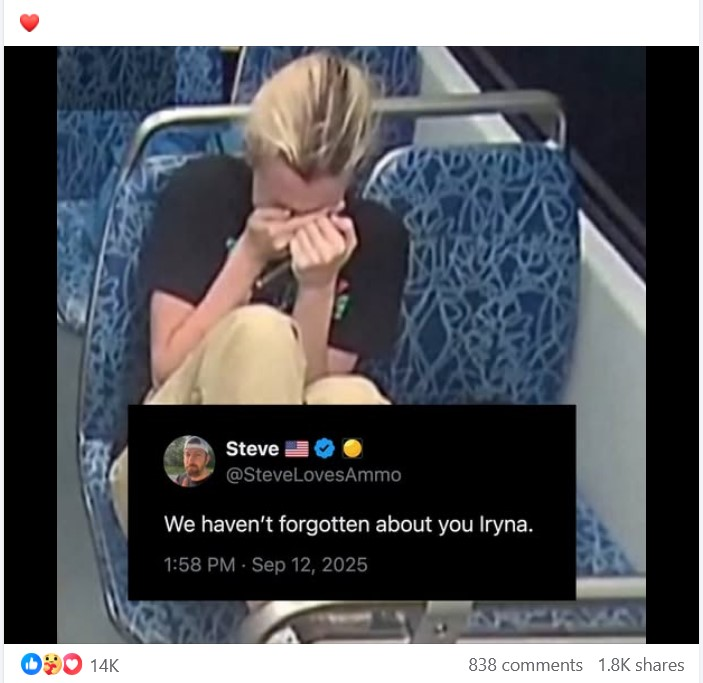 Steve
@SteveLovesAmmo
We haven't forgotten about you Iryna.
1:58 PM · Sep 12, 2025
14K 838 comments 1.8K shares